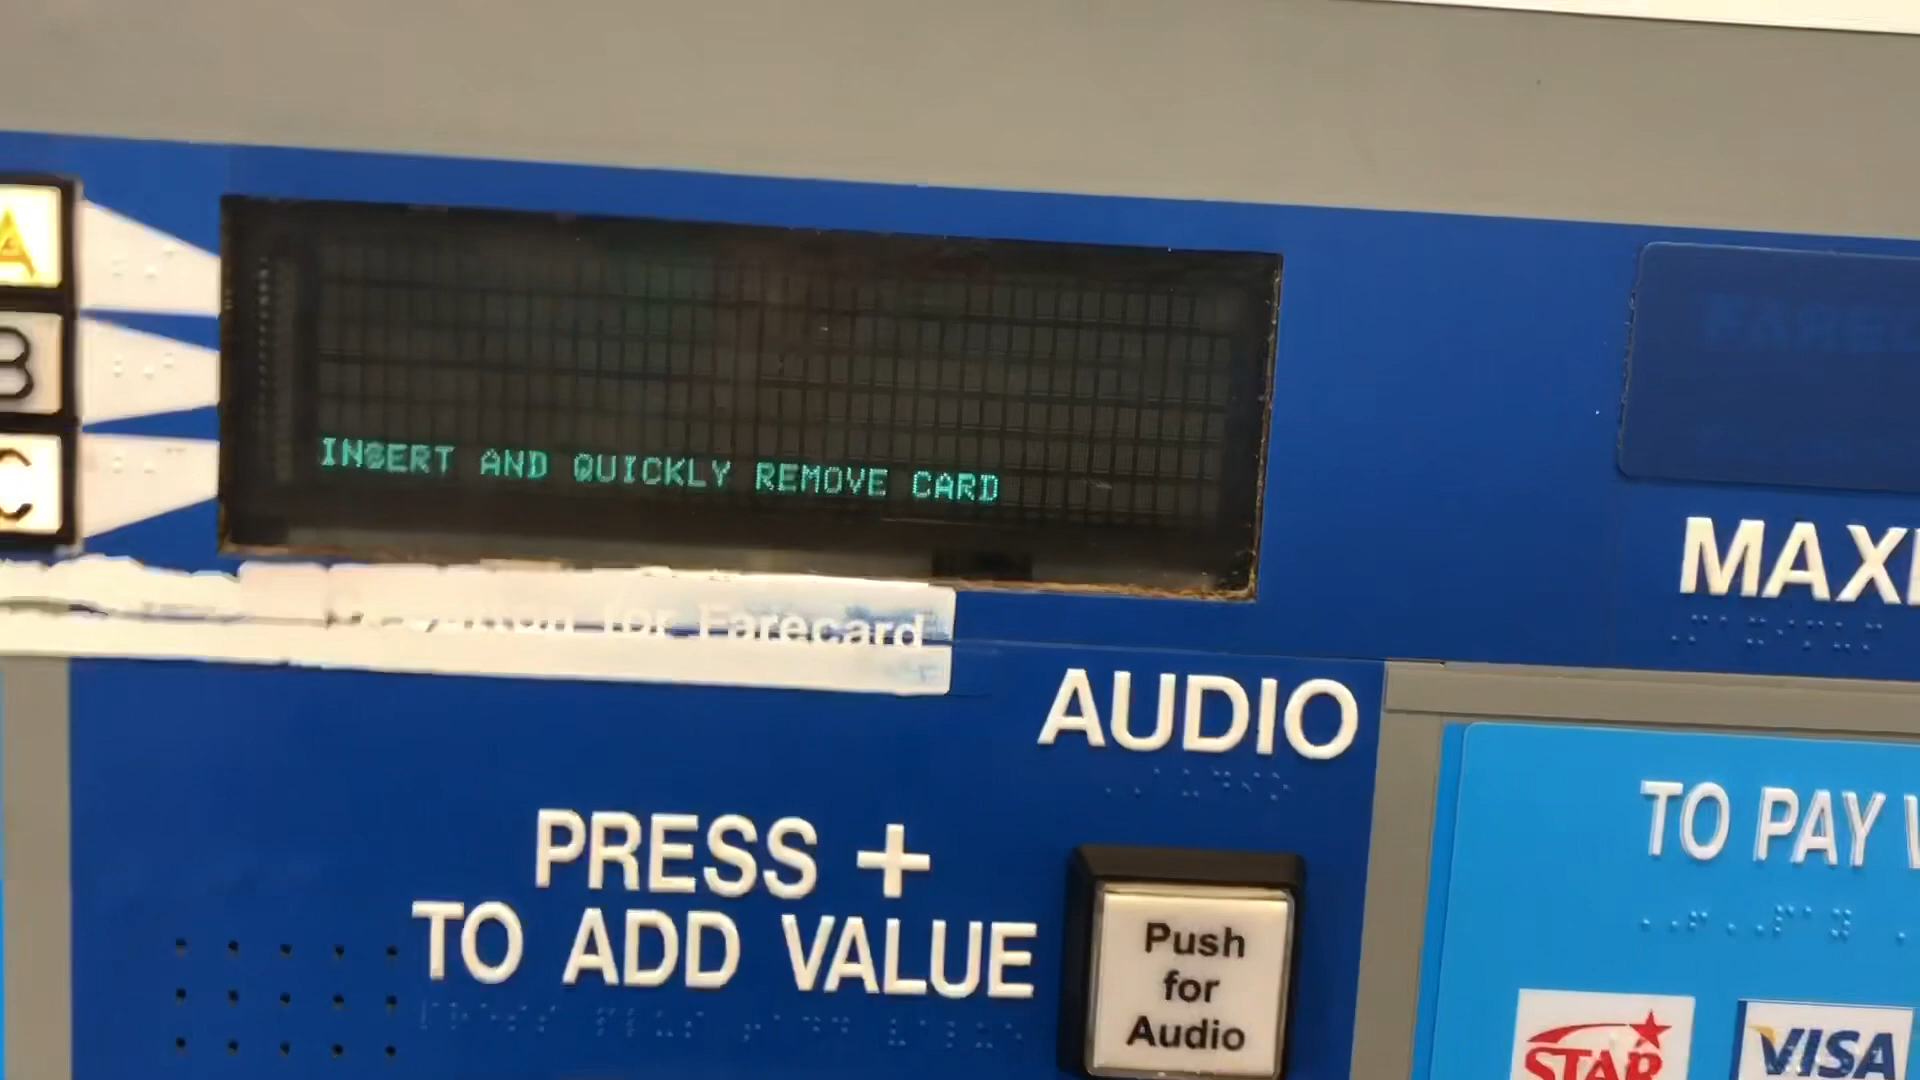 A
B
C
INSERT AND QUICKLY REMOVE CARD
button for Farecard
AUDIO
PRESS +
TO ADD VALUE
Push
for
Audio
TO PAY
STAR
VISA